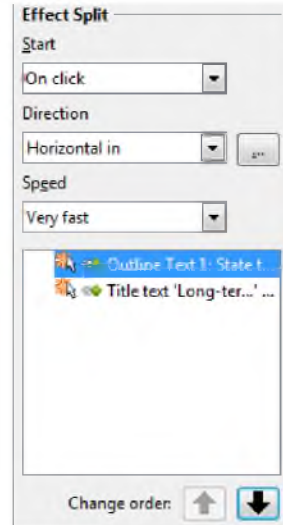 Effect Split
Start
On click
Direction
Horizontal in
...
Speed
Very fast
Outline Text 1: State t...
Title text 'Long-ter...' ...
Change order: